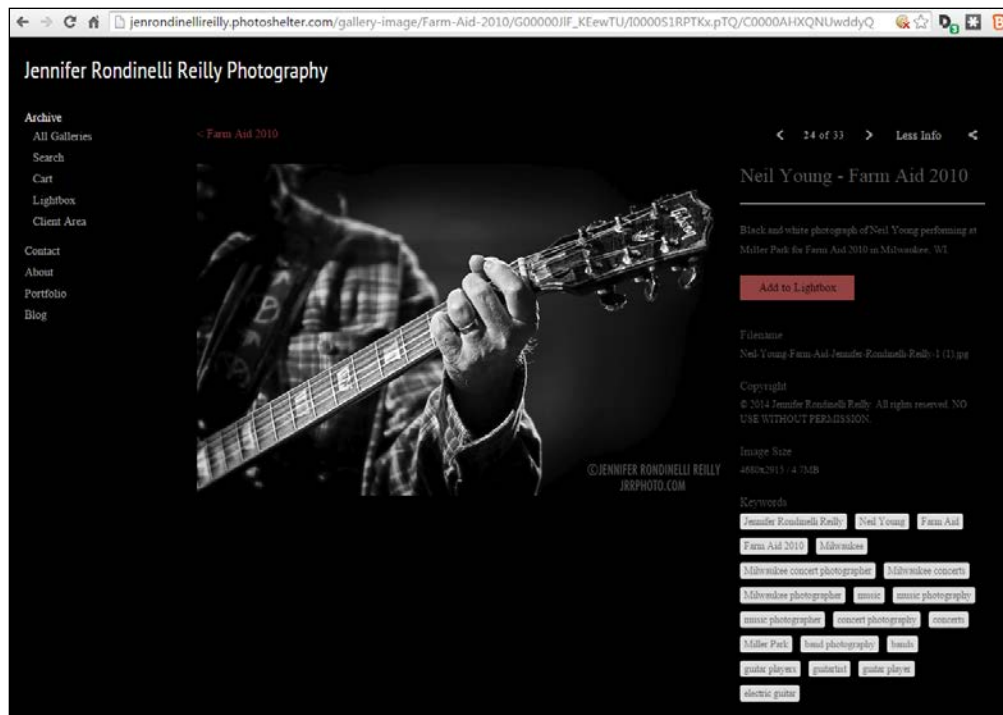 jenrondinellireilly.photoshelter.com/gallery-image/Farm-Aid-2010/G00000JIF_KEewTU/I0000S1RPTKx.pTQ/C0000AHXQNUwddyQ
Jennifer Rondinelli Reilly Photography
Archive
All Galleries
Search
Cart
Lightbox
Client Area
Contact
About
Portfolio
Blog
< Farm Aid 2010
24 of 33
Less Info
Gibson
©JENNIFER RONDINELLI REILLY
JRRPHOTO.COM
Neil Young - Farm Aid 2010
Black and white photograph of Neil Young performing at
Miller Park for Farm Aid 2010 in Milwaukee, WI.
Add to Lightbox
Filename
Neil-Young-Farm-Aid-Jennifer-Rondinelli-Reilly-1 (1).jpg
Copyright
© 2014 Jennifer Rondinelli Reilly. All rights reserved. NO
USE WITHOUT PERMISSION.
Image Size
4680x2913 / 4.7MB
Keywords
Jennifer Rondinelli Reilly Neil Young Farm Aid
Farm Aid 2010 Milwaukee
Milwaukee concert photographer Milwaukee concerts
Milwaukee photographer music music photography
music photographer concert photography concerts
Miller Park band photography bands
guitar players guitarist guitar player
electric guitar